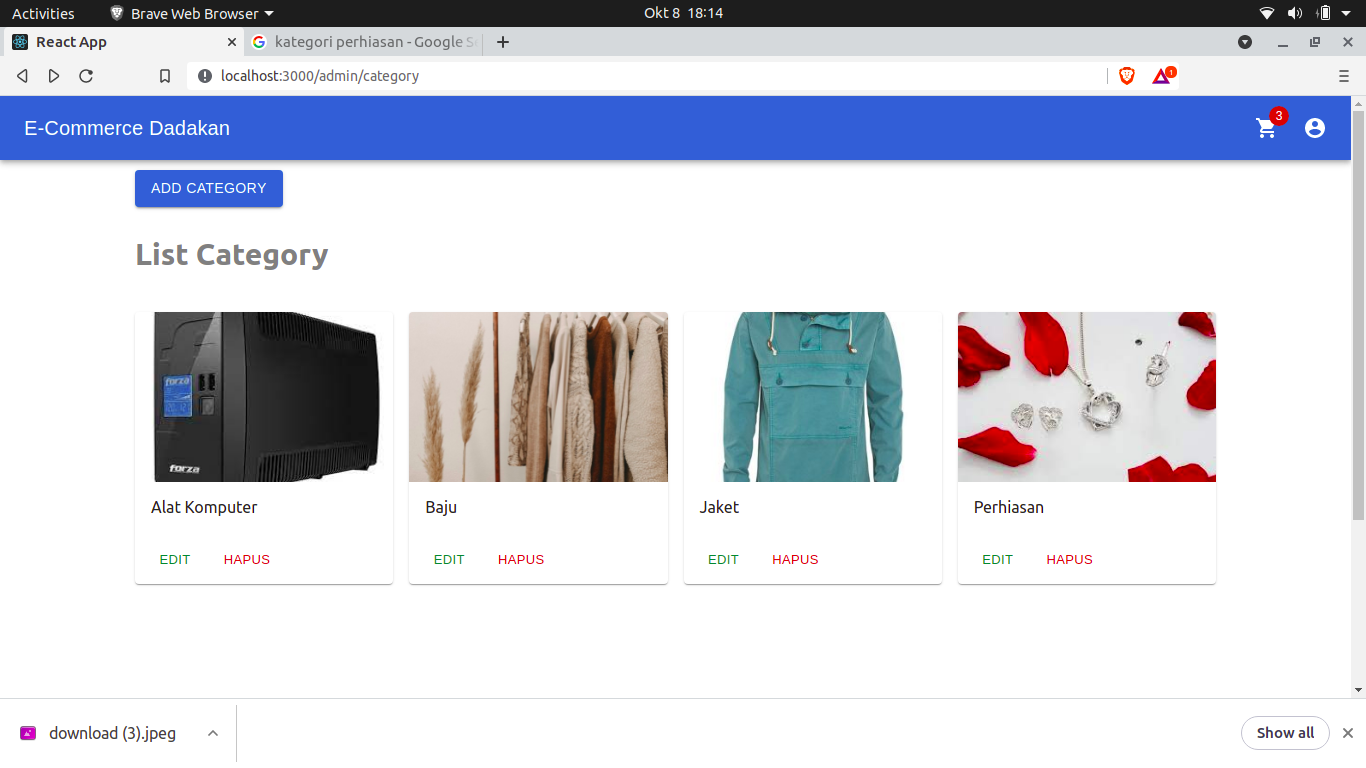 Activities Brave Web Browser Okt 8 18:14
React App kategori perhiasan - Google S
localhost:3000/admin/category 1
E-Commerce Dadakan 3
ADD CATEGORY
List Category
forza
forza
Alat Komputer Baju Jaket Perhiasan
EDIT HAPUS EDIT HAPUS EDIT HAPUS EDIT HAPUS
download (3).jpeg Show all